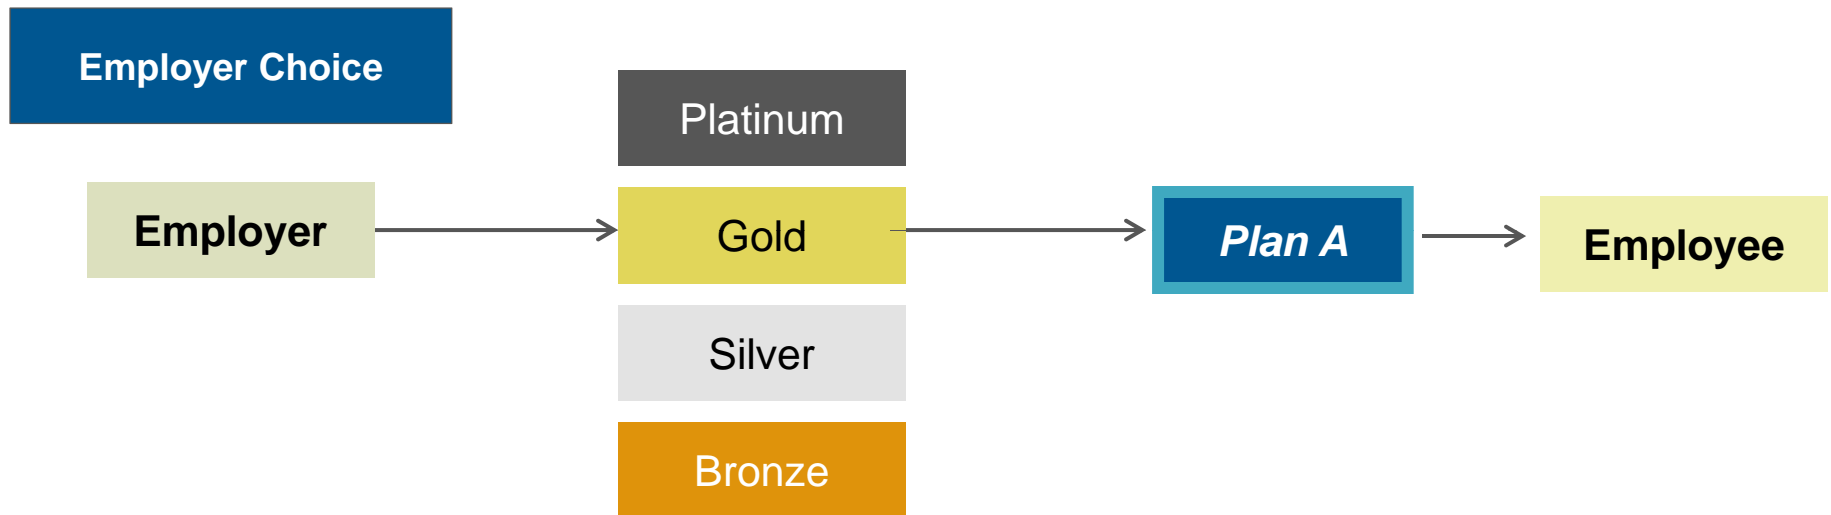 Employer Choice
Platinum
Employer
Gold
Plan A
Employee
Silver
Bronze